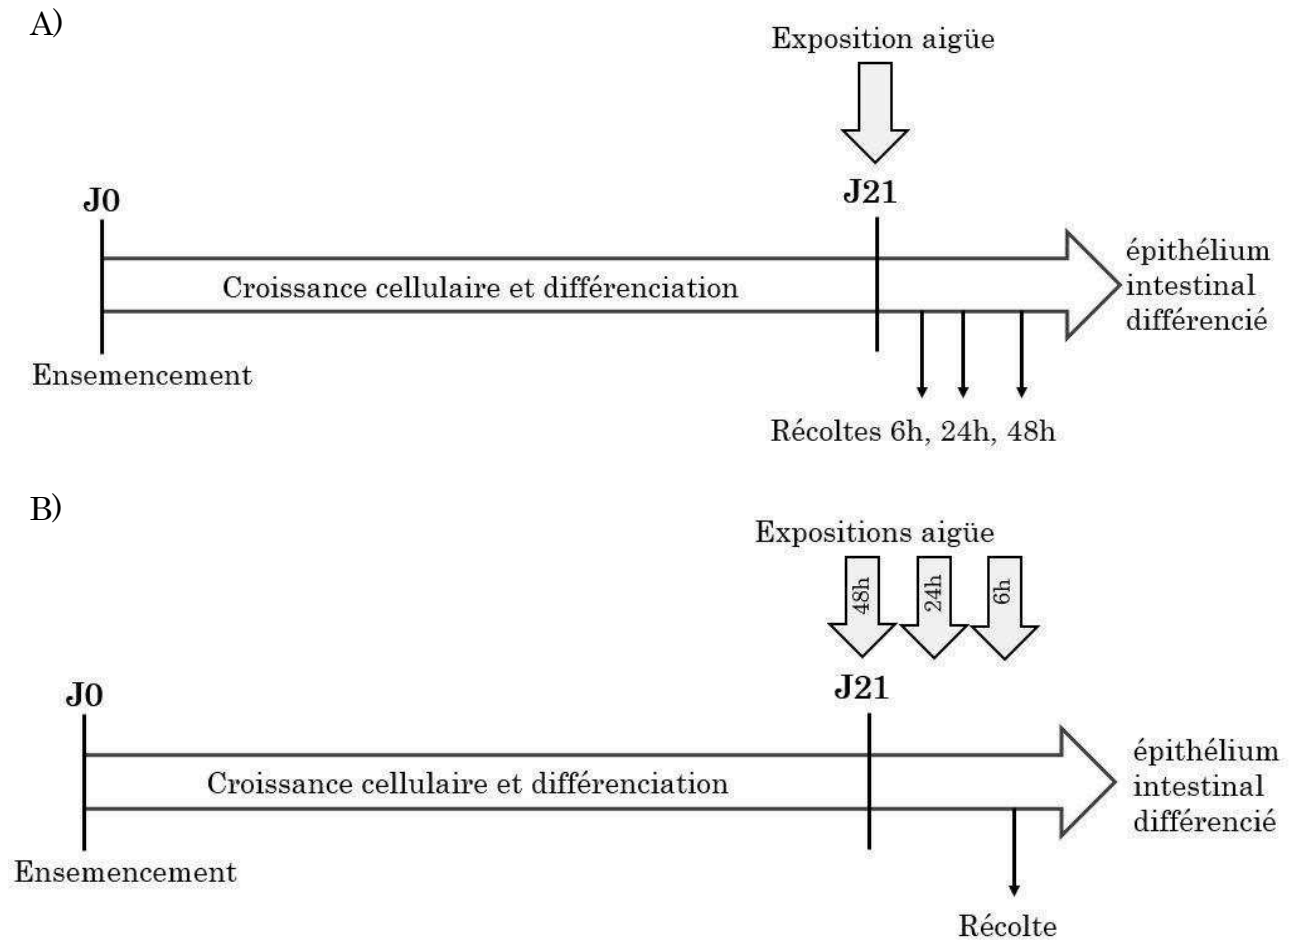 A)
Exposition aigüe
J0
J21
Croissance cellulaire et différenciation
épithélium
intestinal
différencié
Ensemencement
Récoltes 6h, 24h, 48h
B)
Expositions aigüe
48h
24h
6h
J0
J21
Croissance cellulaire et différenciation
épithélium
intestinal
différencié
Ensemencement
Récolte